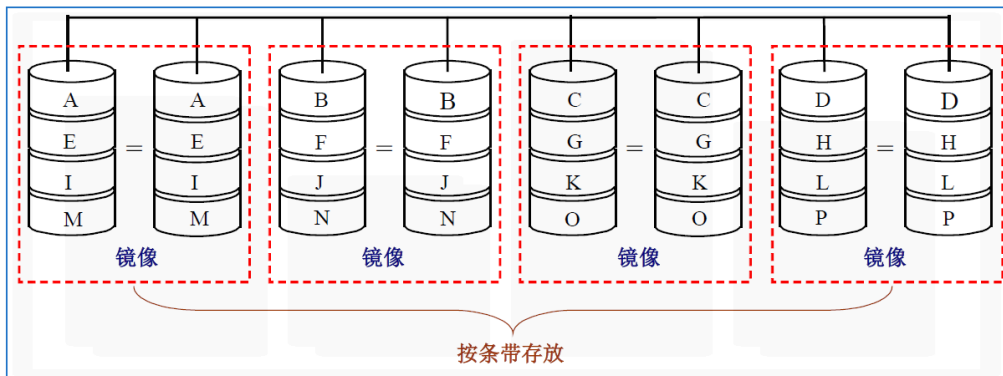 A A B B C C D D
E = E F = F G = G H = H
I I J J K K L L
M M N N O O P P
镜像 镜像 镜像 镜像
按条带存放